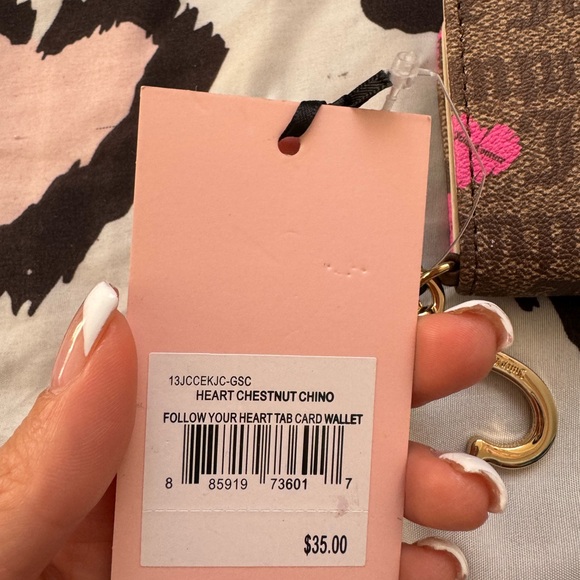 13JCCEKJC-GSC
HEART CHESTNUT CHINO
FOLLOW YOUR HEART TAB CARD WALLET
8 85919 73601 7
$35.00